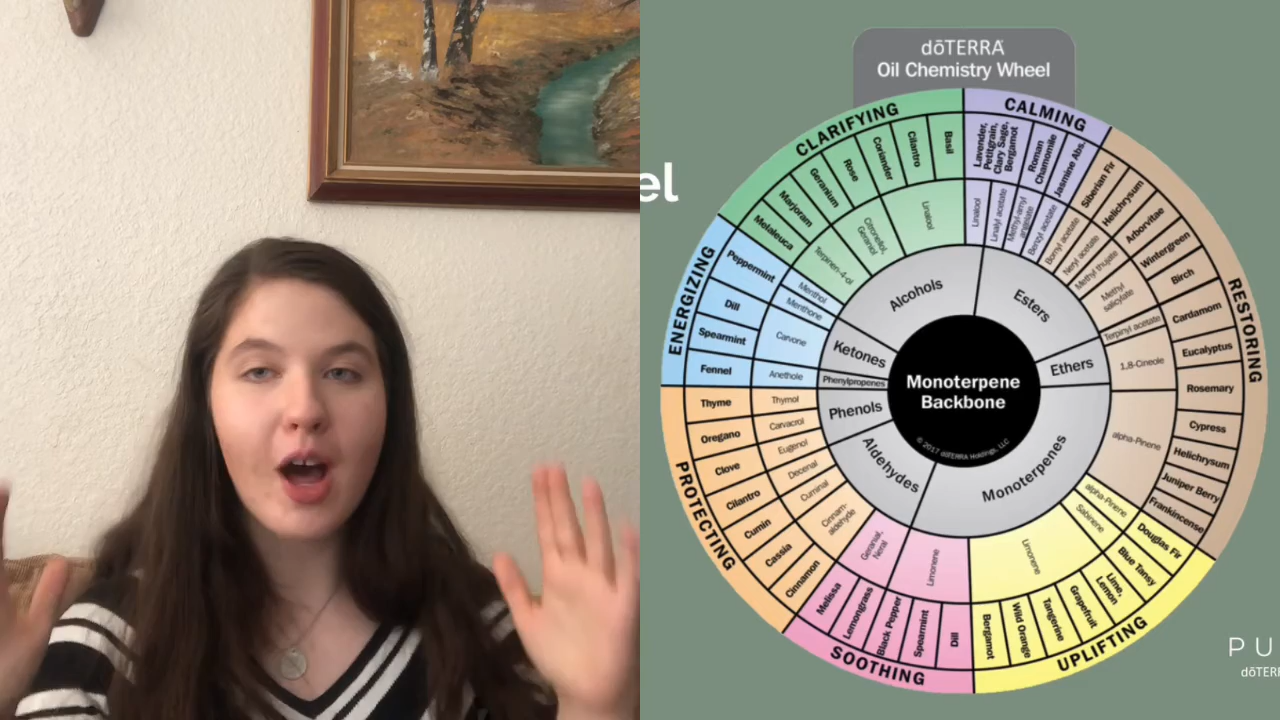 el
dōTERRA
Oil Chemistry Wheel
CLARIFYING
Melaleuca
Marjoram
Geranium
Rose
Coriander
Cilantro
Basil
Terpinen-4-ol
Citronellol,
Geraniol
Linalool
CALMING
Lavender,
Petitgrain,
Clary Sage,
Bergamot
Roman
Chamomile
Jasmine Abs.
Linalool
Linalyl acetate
Methyl-amyl
angelate
Benzyl acetate
RESTORING
Siberian Fir
Helichrysum
Arborvitae
Wintergreen
Birch
Cardamom
Eucalyptus
Rosemary
Cypress
Helichrysum
Juniper Berry
Frankincense
Bornyl acetate
Neryl acetate
Methyl thujate
Methyl
salicylate
Terpinyl acetate
1,8-Cineole
alpha-Pinene
UPLIFTING
Douglas Fir
Blue Tansy
Lime,
Lemon
Grapefruit
Tangerine
Wild Orange
Bergamot
alpha-Pinene
Sabinene
Limonene
SOOTHING
Dill
Spearmint
Black Pepper
Lemongrass
Melissa
Limonene
Geranial,
Neral
PROTECTING
Cinnamon
Cassia
Cumin
Cilantro
Clove
Oregano
Thyme
Cinnam-
aldehyde
Cuminal
Decenal
Eugenol
Carvacrol
Thymol
ENERGIZING
Fennel
Spearmint
Dill
Peppermint
Anethole
Carvone
Menthone
Menthol
Alcohols
Esters
Ethers
Monoterpenes
Aldehydes
Phenols
Phenylpropenes
Ketones
Monoterpene
Backbone
© 2017 dōTERRA Holdings, LLC
PU
dōTERR